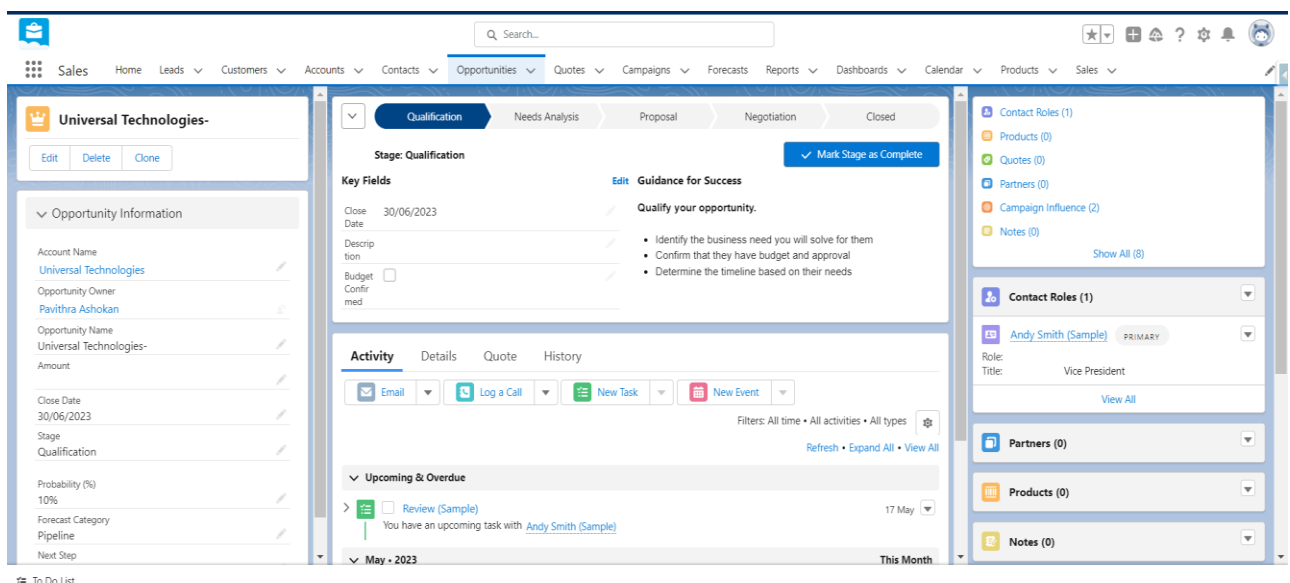 Search...
Sales Home Leads Customers Accounts Contacts Opportunities Quotes Campaigns Forecasts Reports Dashboards Calendar Products Sales
Universal Technologies-
Edit Delete Clone
Opportunity Information
Account Name
Universal Technologies
Opportunity Owner
Pavithra Ashokan
Opportunity Name
Universal Technologies-
Amount
Close Date
30/06/2023
Stage
Qualification
Probability (%)
10%
Forecast Category
Pipeline
Next Step
Qualification Needs Analysis Proposal Negotiation Closed
Stage: Qualification
Mark Stage as Complete
Key Fields
Edit
Close
Date
30/06/2023
Descrip
tion
Budget
Confir
med
Guidance for Success
Qualify your opportunity.
• Identify the business need you will solve for them
• Confirm that they have budget and approval
• Determine the timeline based on their needs
Activity Details Quote History
Email Log a Call New Task New Event
Filters: All time • All activities • All types
Refresh • Expand All • View All
Upcoming & Overdue
Review (Sample) 17 May
You have an upcoming task with Andy Smith (Sample)
May • 2023 This Month
Contact Roles (1)
Products (0)
Quotes (0)
Partners (0)
Campaign Influence (2)
Notes (0)
Show All (8)
Contact Roles (1)
Andy Smith (Sample) PRIMARY
Role:
Title: Vice President
View All
Partners (0)
Products (0)
Notes (0)
To Do List